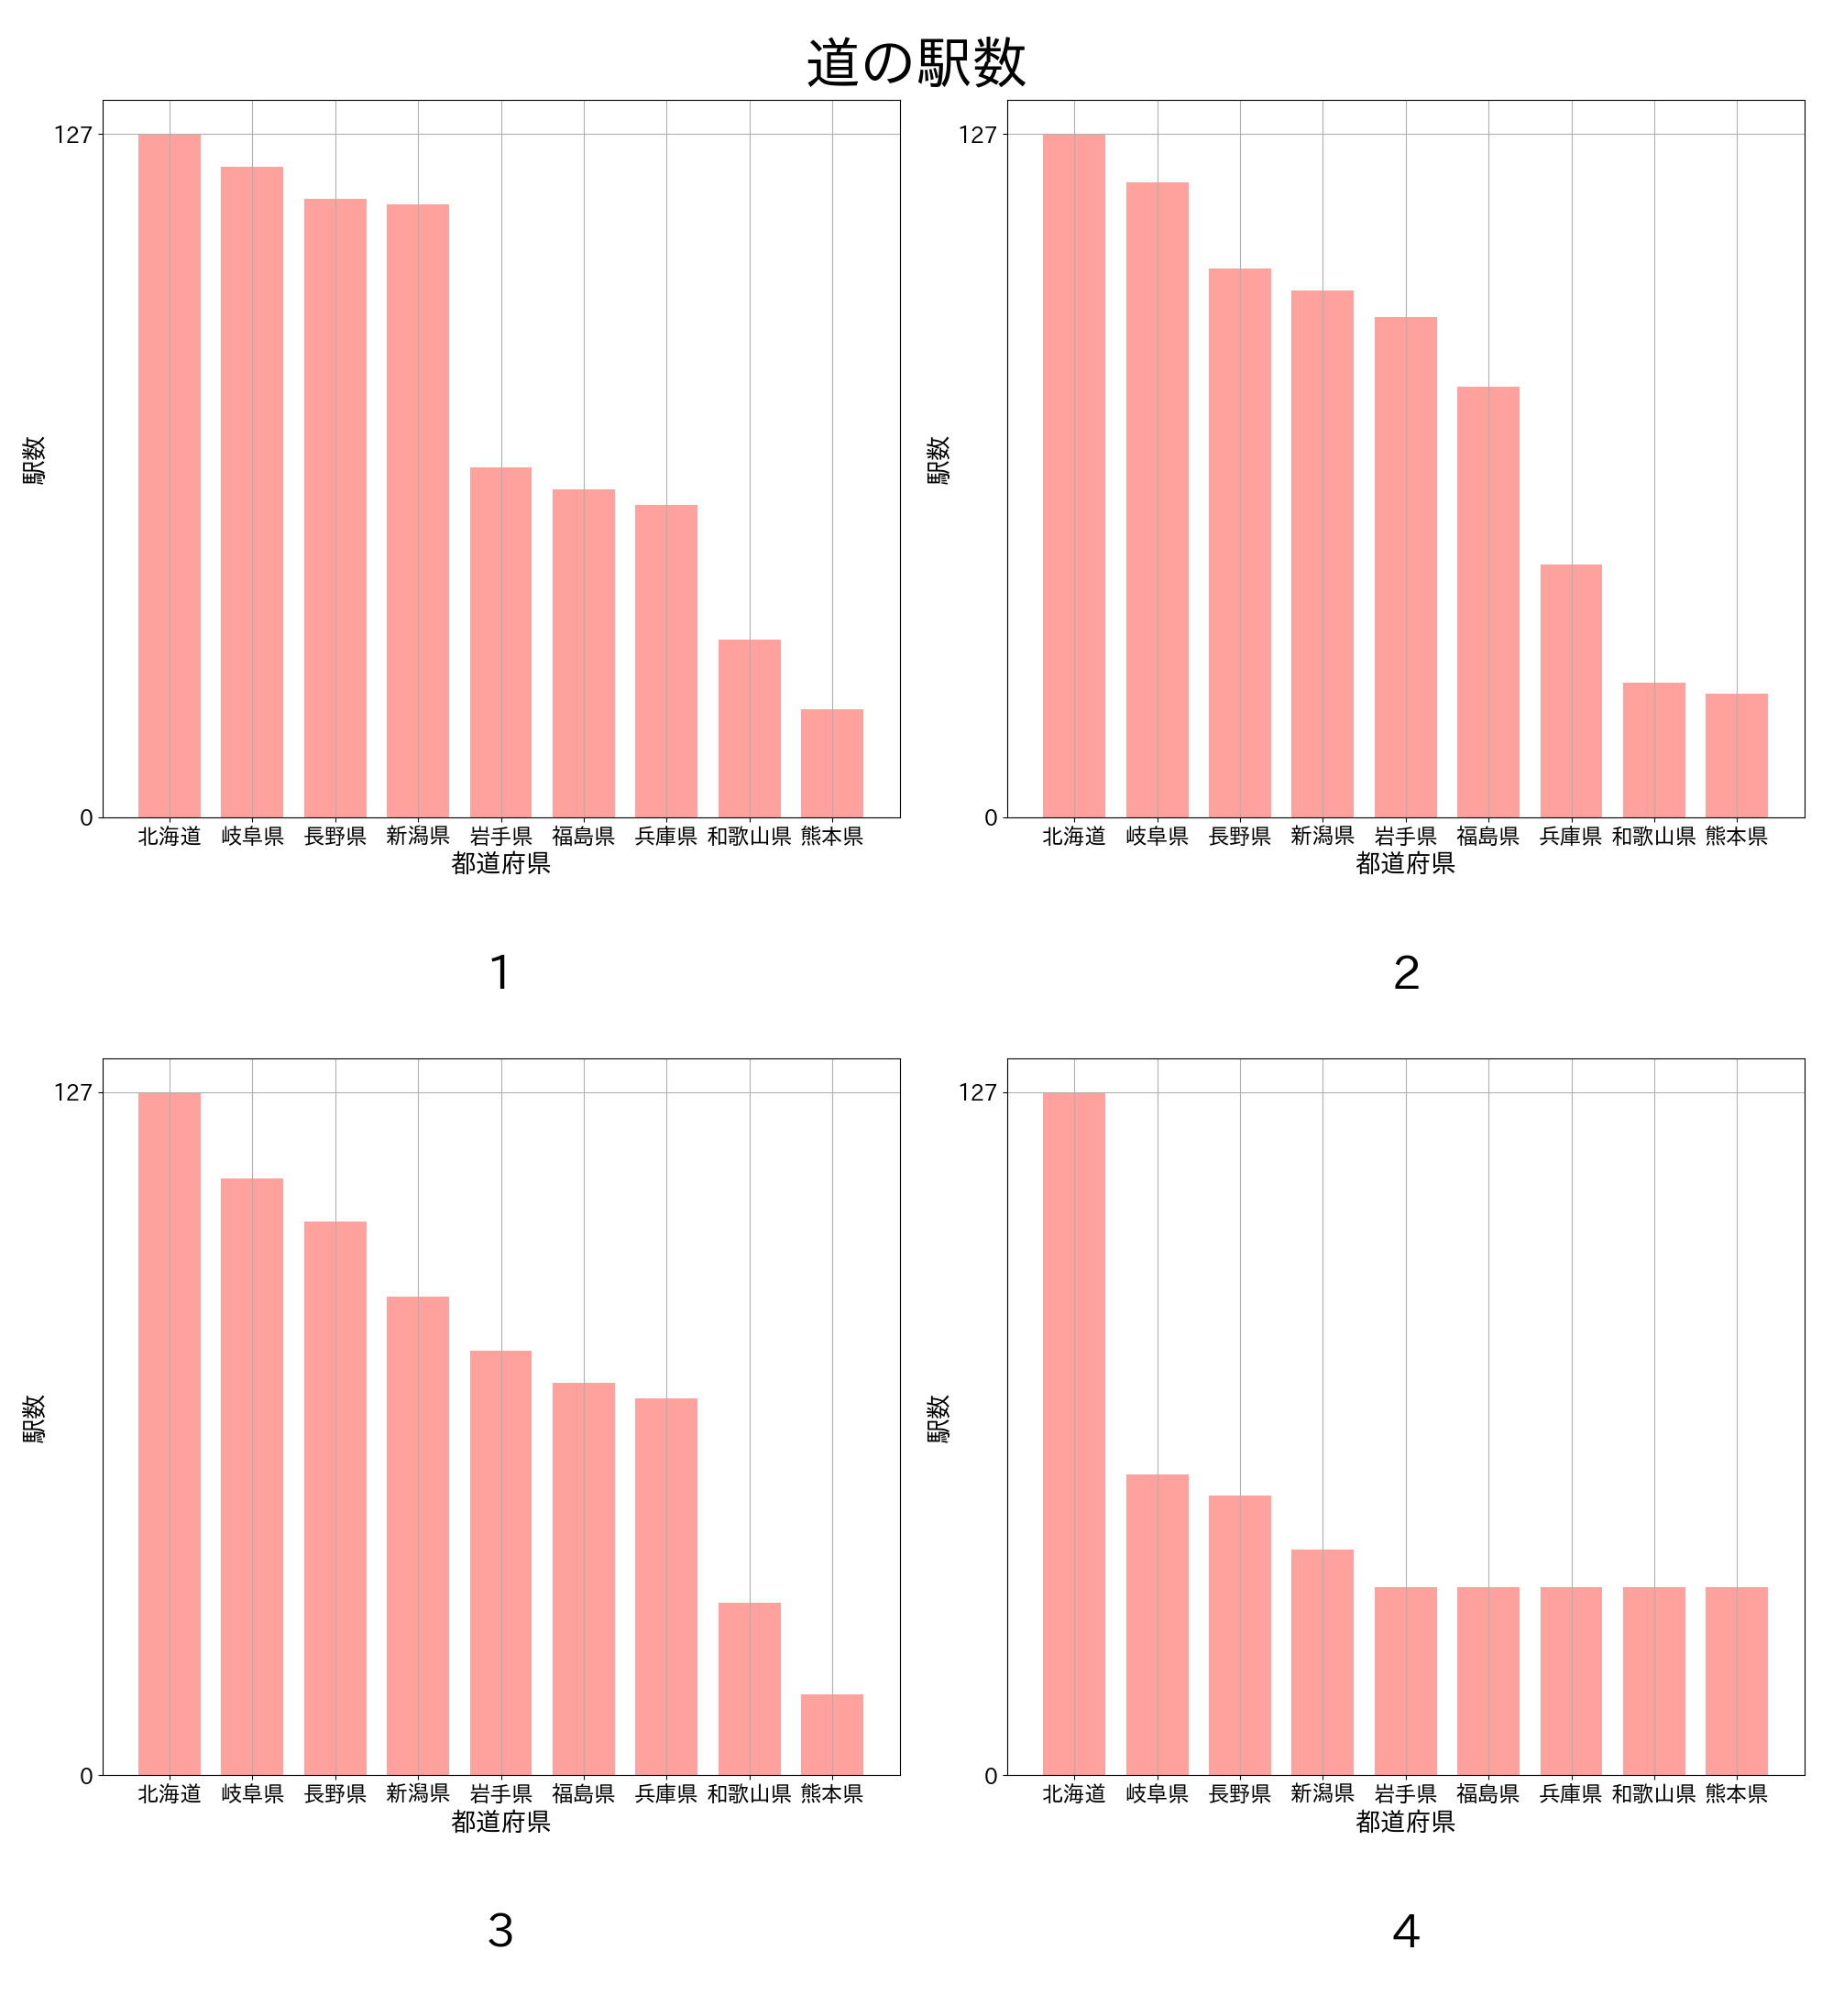 道の駅数
127
0
駅数
北海道 岐阜県 長野県 新潟県 岩手県 福島県 兵庫県 和歌山県 熊本県
都道府県
1
127
0
駅数
北海道 岐阜県 長野県 新潟県 岩手県 福島県 兵庫県 和歌山県 熊本県
都道府県
2
127
0
駅数
北海道 岐阜県 長野県 新潟県 岩手県 福島県 兵庫県 和歌山県 熊本県
都道府県
3
127
0
駅数
北海道 岐阜県 長野県 新潟県 岩手県 福島県 兵庫県 和歌山県 熊本県
都道府県
4